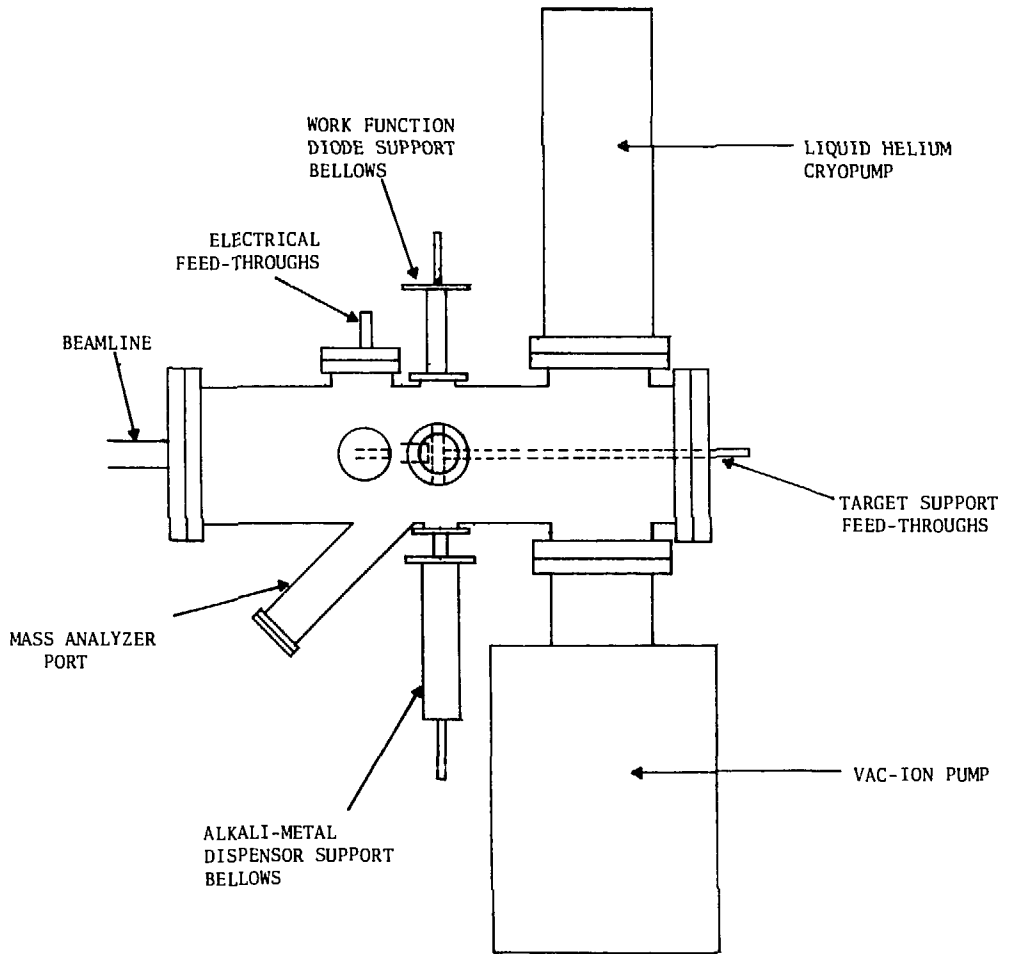 WORK FUNCTION
DIODE SUPPORT
BELLOWS
LIQUID HELIUM
CRYOPUMP
ELECTRICAL
FEED-THROUGHS
BEAMLINE
TARGET SUPPORT
FEED-THROUGHS
MASS ANALYZER
PORT
VAC-ION PUMP
ALKALI-METAL
DISPENSOR SUPPORT
BELLOWS